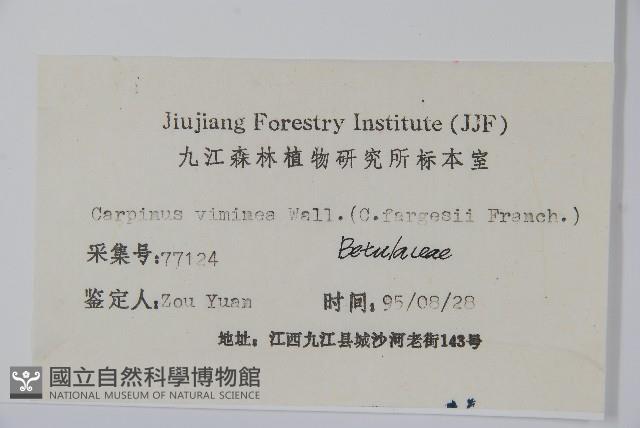 Jiujiang Forestry Institute (JJF)
九江森林植物研究所标本室
Carpinus viminea Wall.(C.fargesii Franch.)
采集号:77124
Betulaceae
鉴定人:Zou Yuan 时间:95/08/28
地址：江西九江县城沙河老街143号
國立自然科學博物館
NATIONAL MUSEUM OF NATURAL SCIENCE